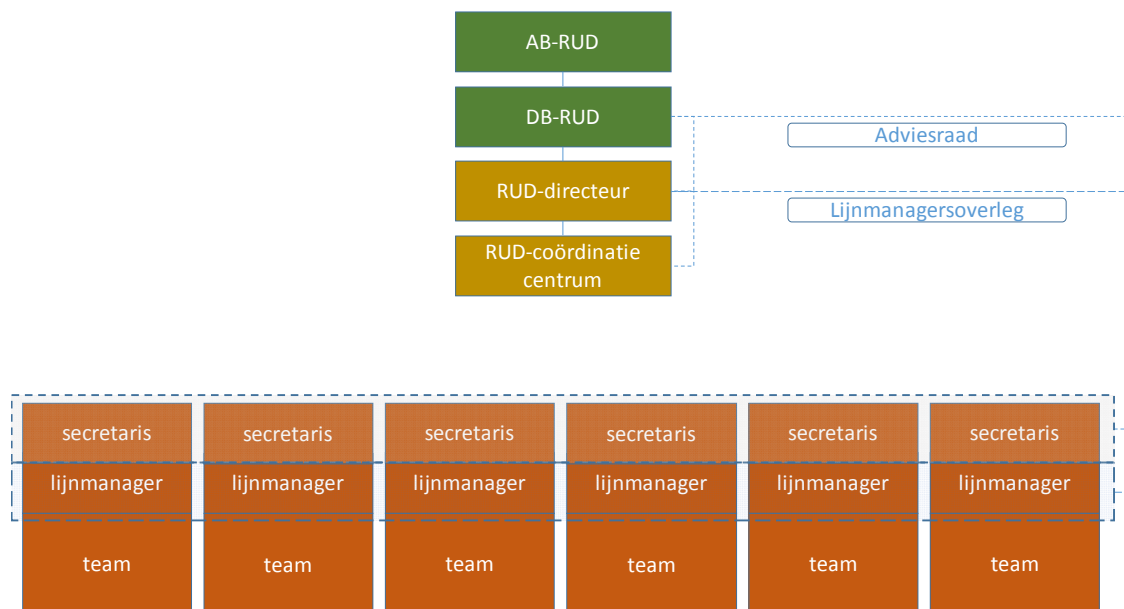 AB-RUD
DB-RUD
Adviesraad
RUD-directeur
Lijnmanagersoverleg
RUD-coördinatie
centrum
secretaris secretaris secretaris secretaris secretaris secretaris
lijnmanager lijnmanager lijnmanager lijnmanager lijnmanager lijnmanager
team team team team team team